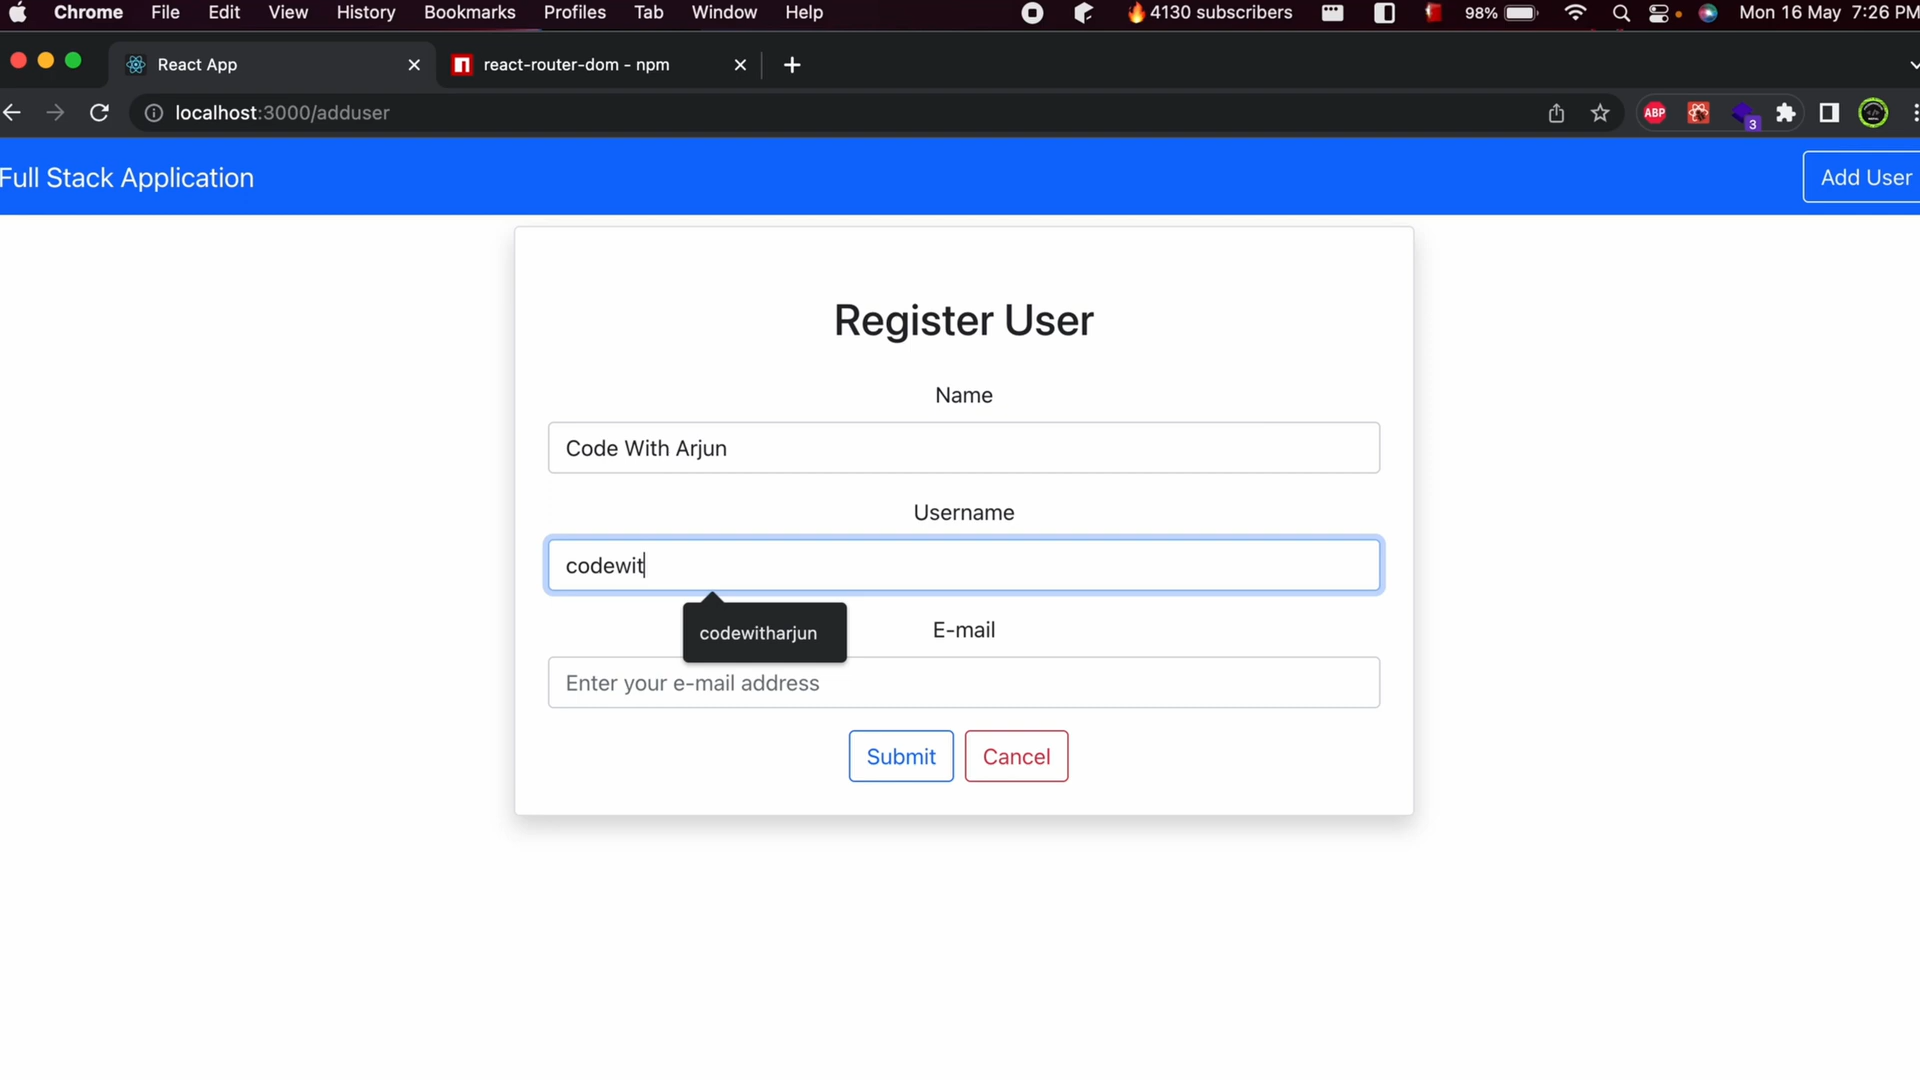 Chrome File Edit View History Bookmarks Profiles Tab Window Help 4130 subscribers 98% Mon 16 May 7:26 PM
React App react-router-dom - npm
localhost:3000/adduser ABP 3
Full Stack Application Add User
Register User
Name
Code With Arjun
Username
codewit
codewitharjun
E-mail
Enter your e-mail address
Submit Cancel